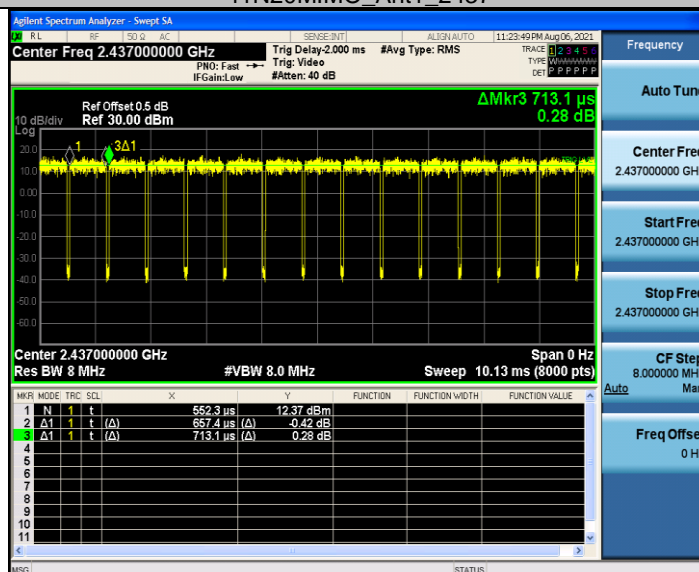 11N20MIMO_Ant1_2437
Agilent Spectrum Analyzer - Swept SA
RL RF 50 Ω AC SENSE:INT ALIGN AUTO 11:23:49 PM Aug 06, 2021
Center Freq 2.437000000 GHz
PNO: Fast
IFGain:Low
Trig Delay-2.000 ms
Trig: Video
#Atten: 40 dB
#Avg Type: RMS
TRACE 1 2 3 4 5 6
TYPE W
DET P P P P P P
Frequency
Auto Tune
Ref Offset 0.5 dB
10 dB/div Ref 30.00 dBm
ΔMkr3 713.1 µs
0.28 dB
Log
1
3Δ1
20.0
10.0
0.00
-10.0
-20.0
-30.0
-40.0
-50.0
-60.0
Center Freq
2.437000000 GH
Start Freq
2.437000000 GH
Stop Freq
2.437000000 GH
CF Step
8.000000 MH
Auto Man
Freq Offset
0 H
Center 2.437000000 GHz Span 0 Hz
Res BW 8 MHz #VBW 8.0 MHz Sweep 10.13 ms (8000 pts)
MKR MODE TRC SCL X Y FUNCTION FUNCTION WIDTH FUNCTION VALUE
1 N 1 t 552.3 µs 12.37 dBm
2 Δ1 1 t (Δ) 657.4 µs (Δ) -0.42 dB
3 Δ1 1 t (Δ) 713.1 µs (Δ) 0.28 dB
4
5
6
7
8
9
10
11
MSG STATUS